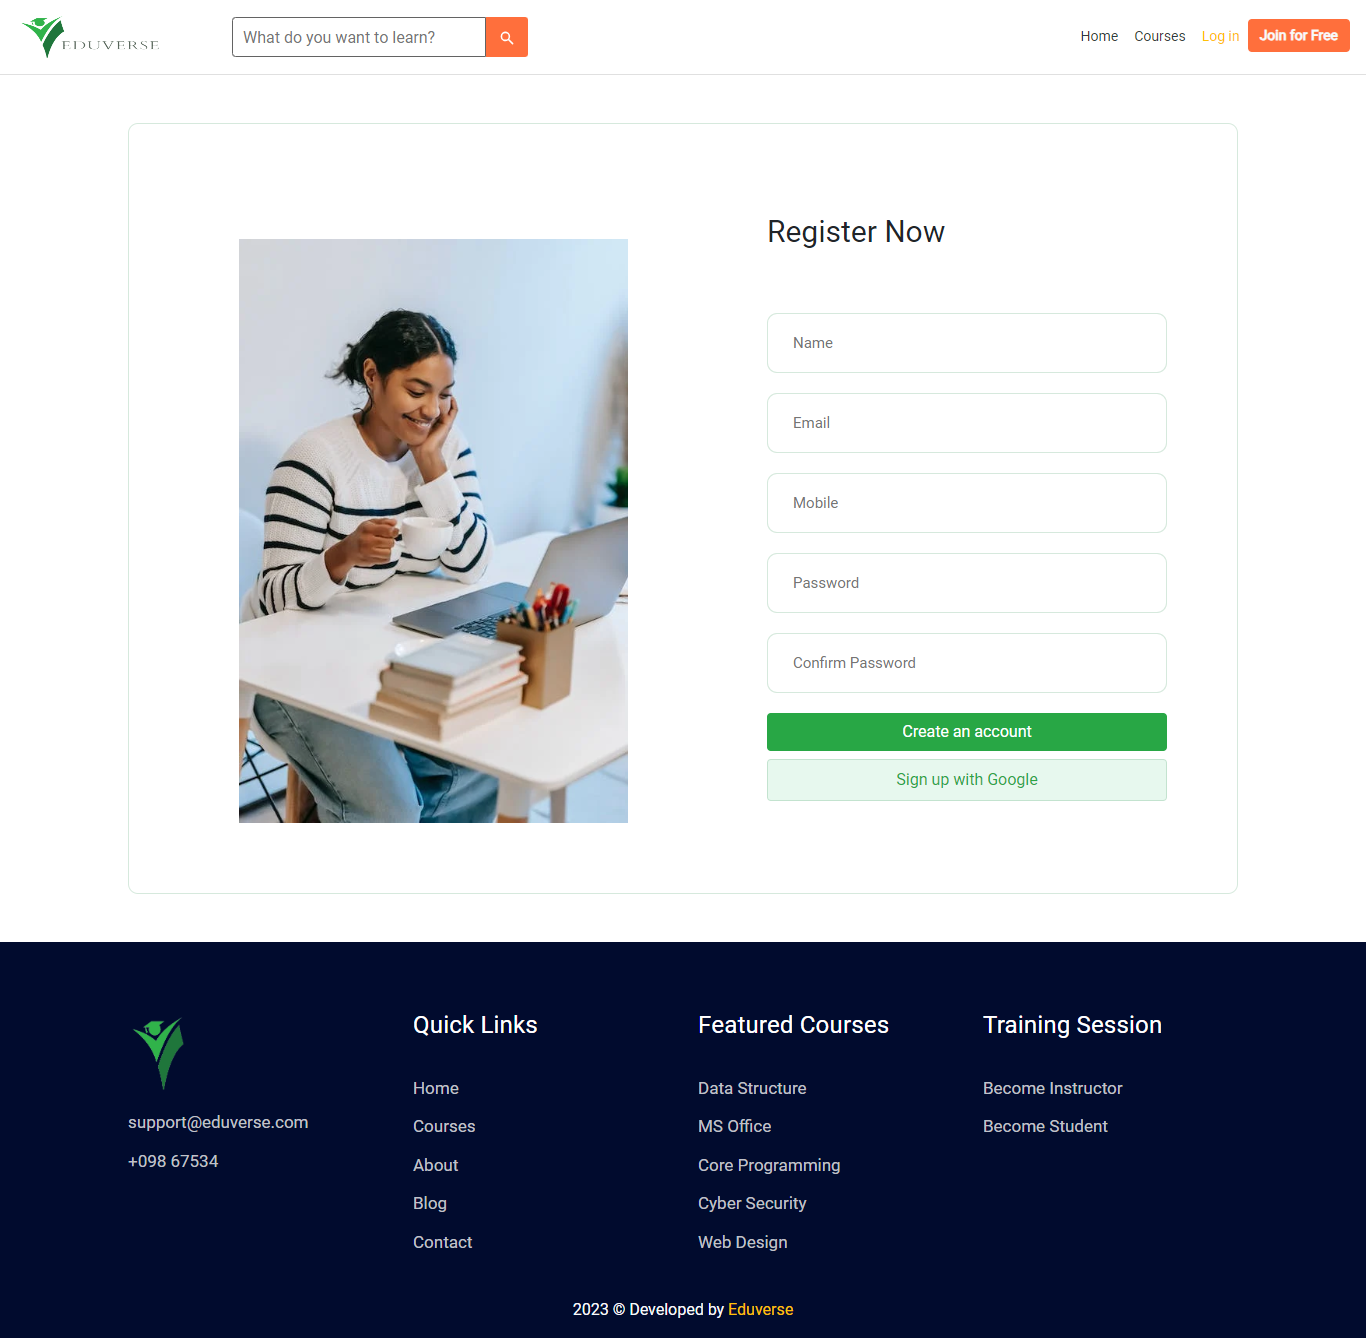 EDUVERSE
What do you want to learn?
Home
Courses
Log in
Join for Free
Register Now
Name
Email
Mobile
Password
Confirm Password
Create an account
Sign up with Google
support@eduverse.com
+098 67534
Quick Links
Home
Courses
About
Blog
Contact
Featured Courses
Data Structure
MS Office
Core Programming
Cyber Security
Web Design
Training Session
Become Instructor
Become Student
2023 © Developed by Eduverse